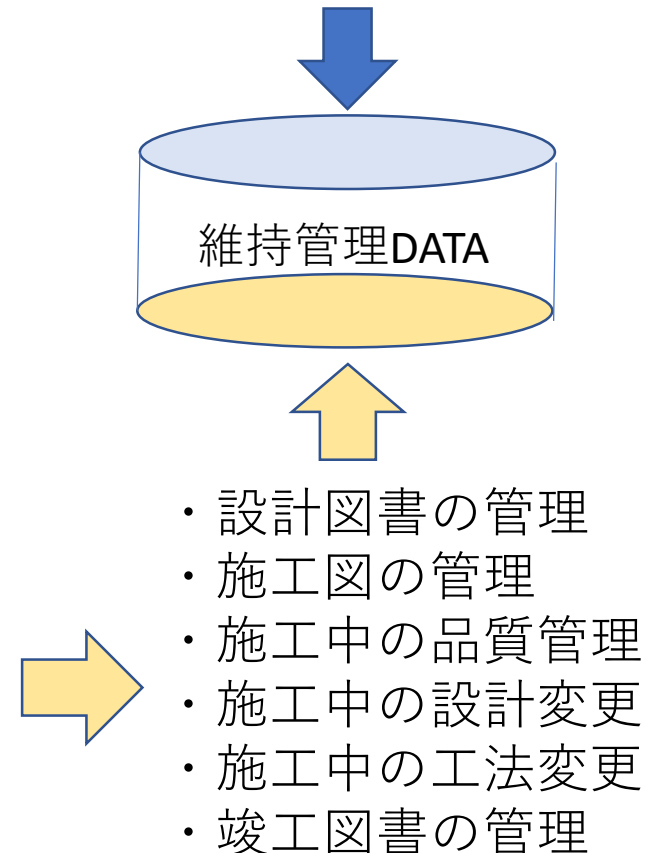 維持管理DATA
・設計図書の管理
・施工図の管理
・施工中の品質管理
・施工中の設計変更
・施工中の工法変更
・竣工図書の管理